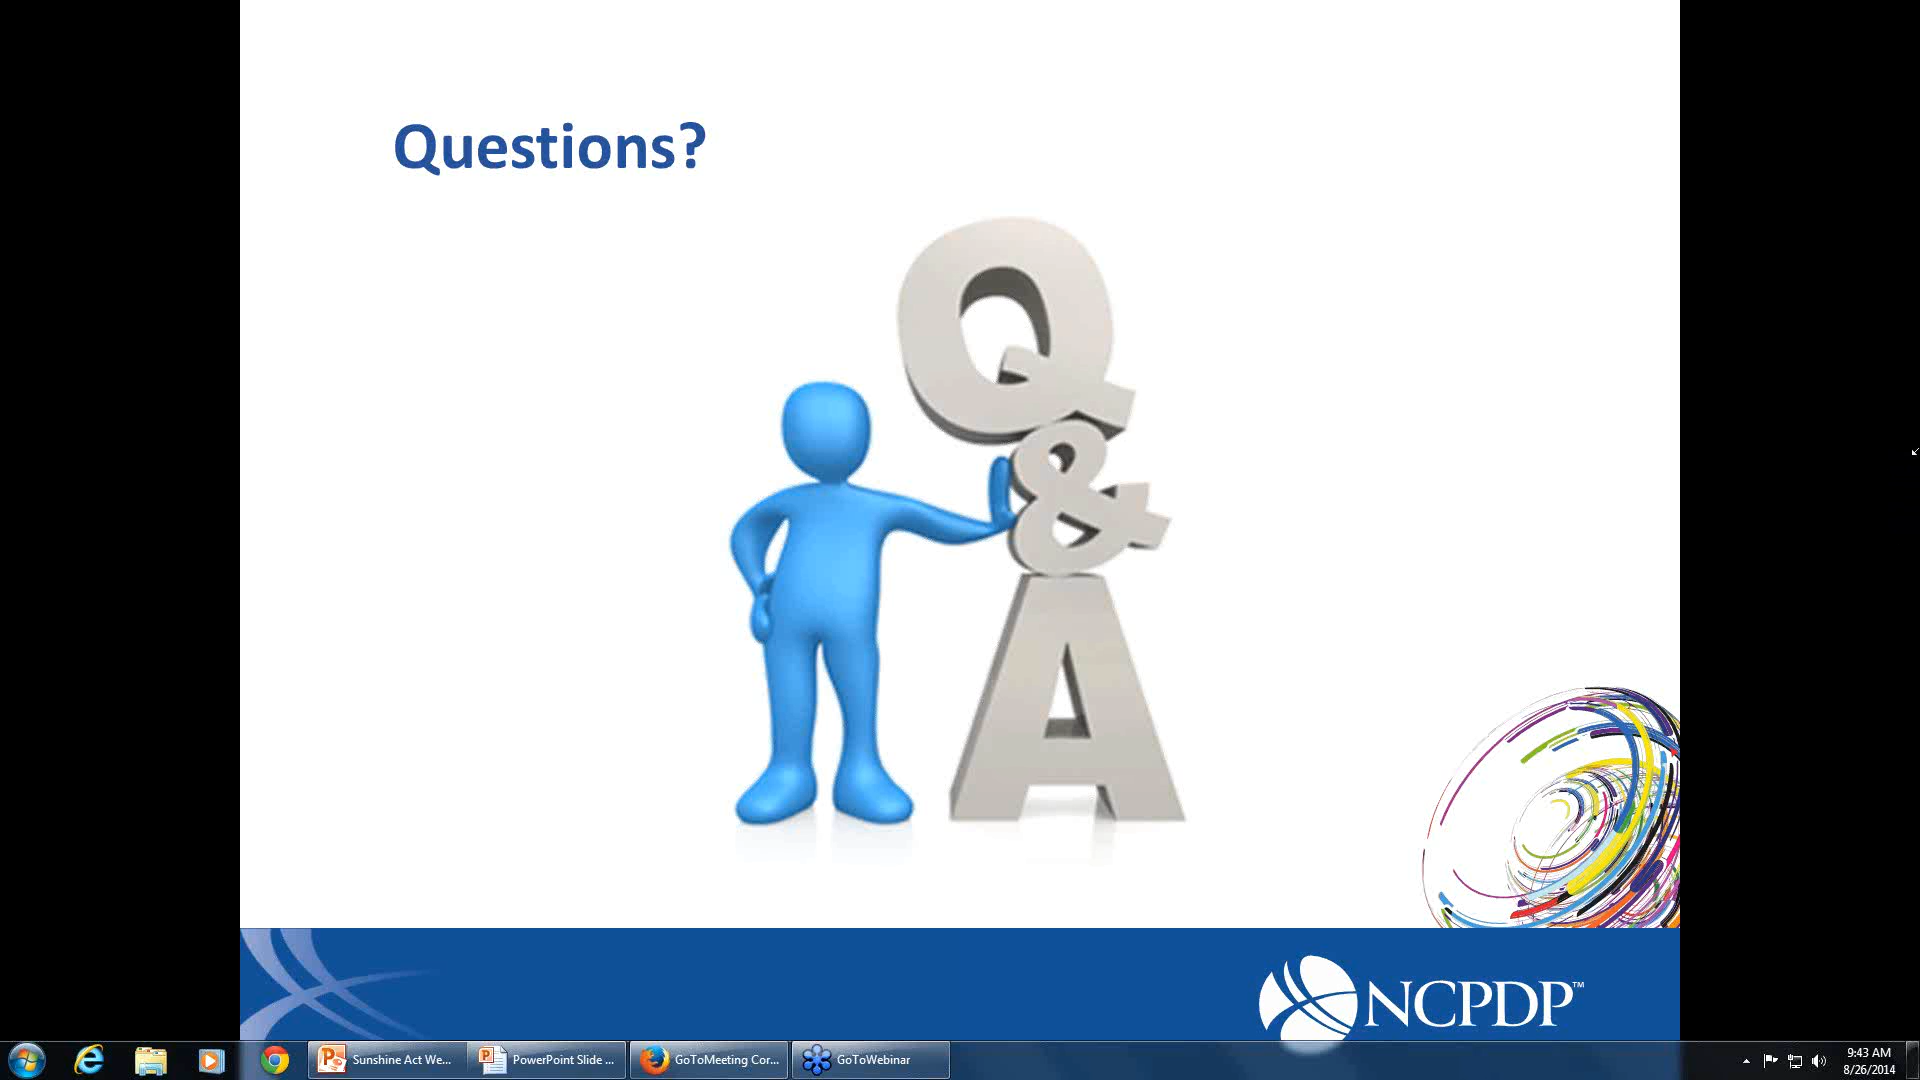 Questions?
Q
&
A
NCPDP™
Sunshine Act We...
PowerPoint Slide ...
GoToMeeting Cor...
GoToWebinar
9:43 AM
8/26/2014